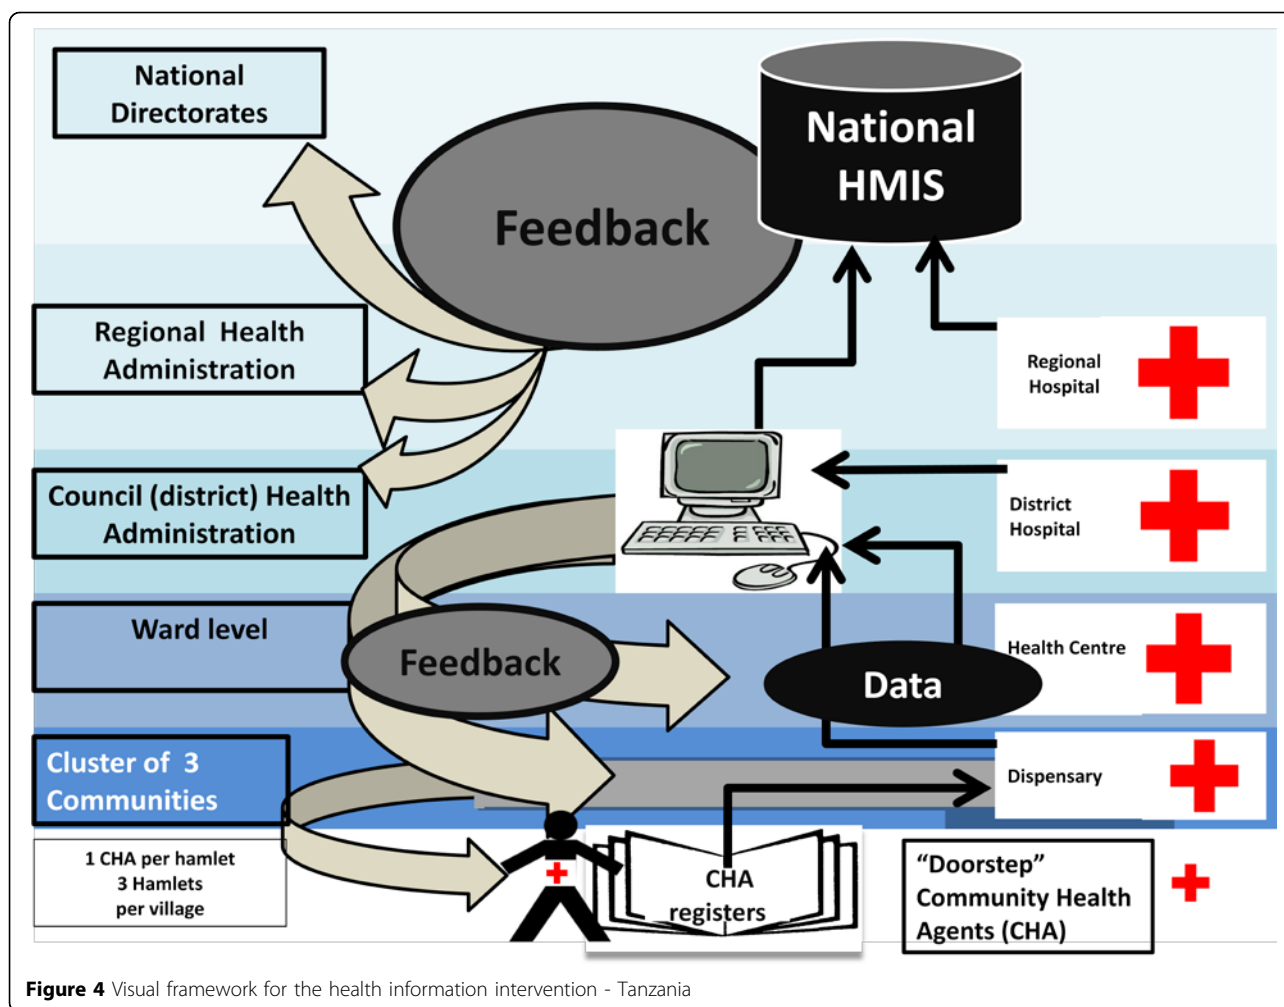 National
Directorates
Feedback
National
HMIS
Regional Health
Administration
Regional
Hospital
Council (district) Health
Administration
District
Hospital
Ward level
Feedback
Data
Health Centre
Cluster of 3
Communities
Dispensary
1 CHA per hamlet
3 Hamlets
per village
CHA
registers
“Doorstep”
Community Health
Agents (CHA)
Figure 4 Visual framework for the health information intervention - Tanzania